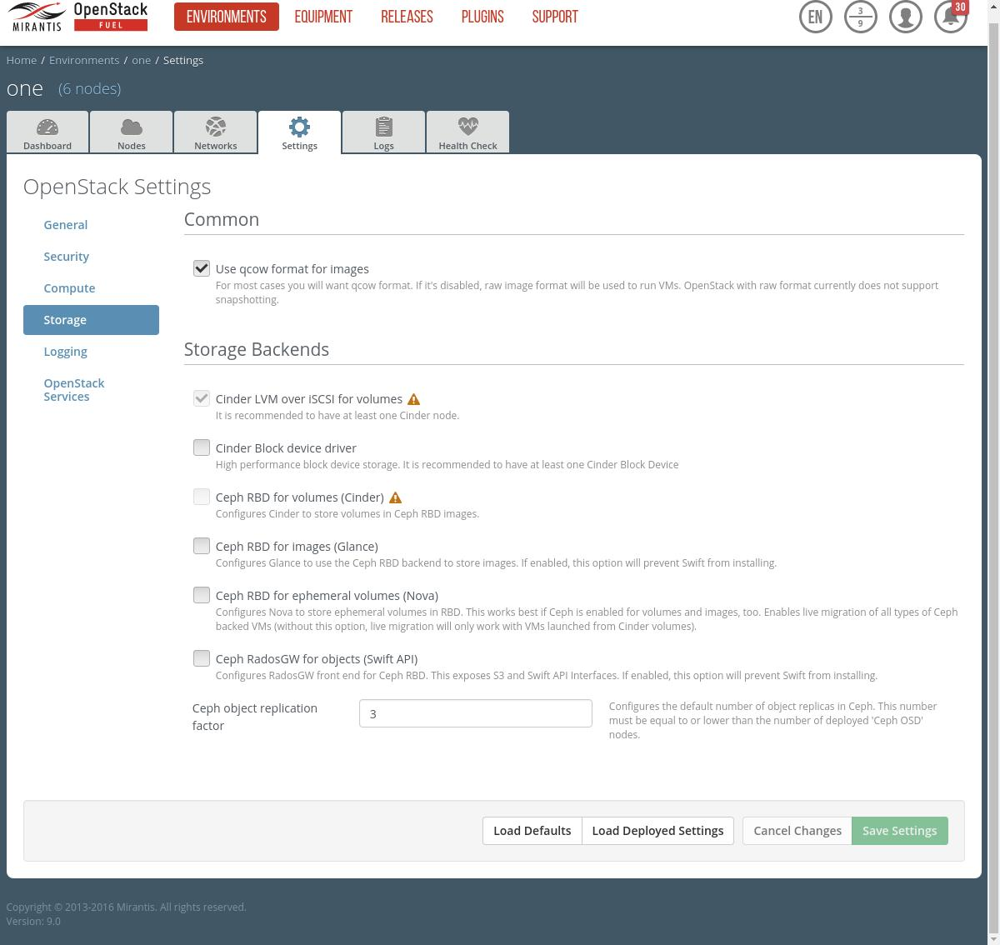 MIRANTIS
OpenStack
FUEL
ENVIRONMENTS EQUIPMENT RELEASES PLUGINS SUPPORT
EN
3
9
30
Home / Environments / one / Settings
one (6 nodes)
Dashboard Nodes Networks Settings Logs Health Check
OpenStack Settings
General
Security
Compute
Storage
Logging
OpenStack
Services
Common
Use qcow format for images
For most cases you will want qcow format. If it's disabled, raw image format will be used to run VMs. OpenStack with raw format currently does not support
snapshotting.
Storage Backends
Cinder LVM over iSCSI for volumes
It is recommended to have at least one Cinder node.
Cinder Block device driver
High performance block device storage. It is recommended to have at least one Cinder Block Device
Ceph RBD for volumes (Cinder)
Configures Cinder to store volumes in Ceph RBD images.
Ceph RBD for images (Glance)
Configures Glance to use the Ceph RBD backend to store images. If enabled, this option will prevent Swift from installing.
Ceph RBD for ephemeral volumes (Nova)
Configures Nova to store ephemeral volumes in RBD. This works best if Ceph is enabled for volumes and images, too. Enables live migration of all types of Ceph
backed VMs (without this option, live migration will only work with VMs launched from Cinder volumes).
Ceph RadosGW for objects (Swift API)
Configures RadosGW front end for Ceph RBD. This exposes S3 and Swift API Interfaces. If enabled, this option will prevent Swift from installing.
Ceph object replication
factor
3
Configures the default number of object replicas in Ceph. This number
must be equal to or lower than the number of deployed 'Ceph OSD'
nodes.
Load Defaults Load Deployed Settings Cancel Changes Save Settings
Copyright © 2013-2016 Mirantis. All rights reserved.
Version: 9.0